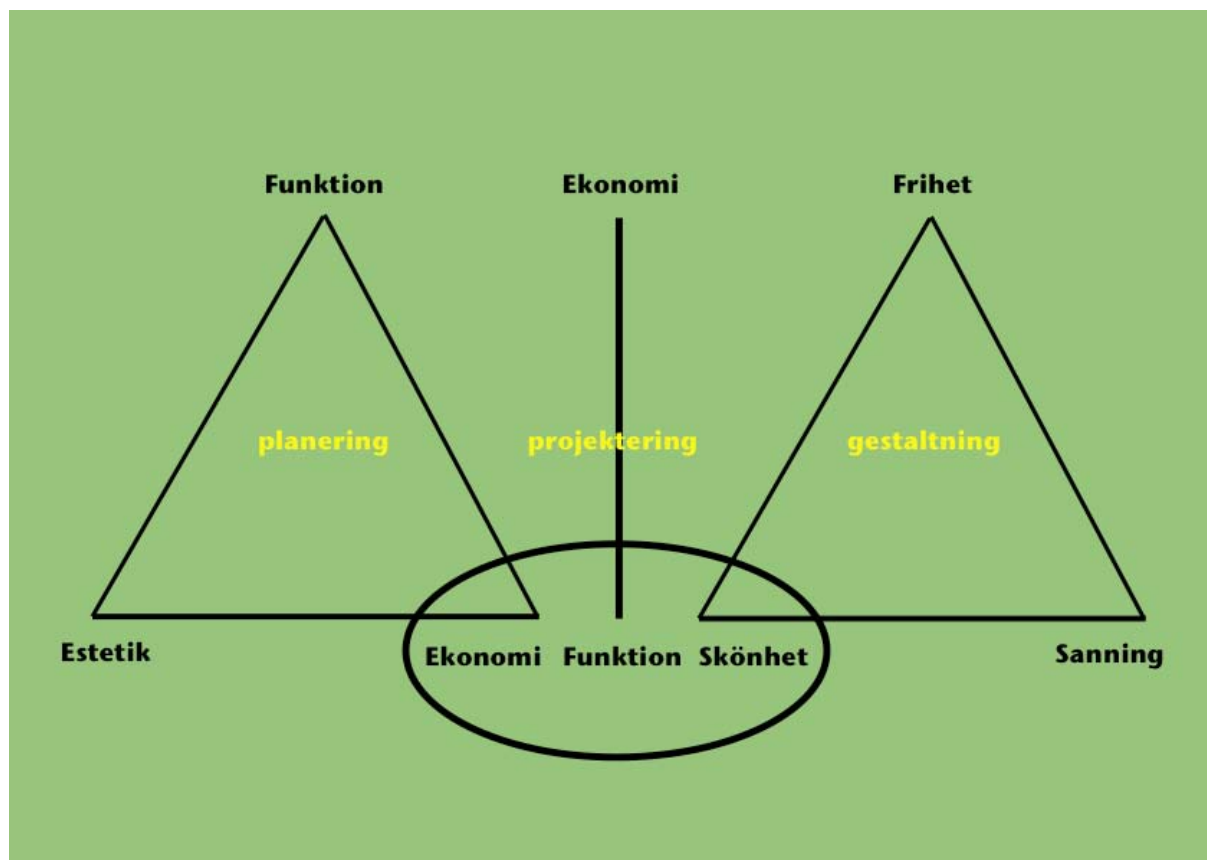 Funktion Ekonomi Frihet
planering projektering gestaltning
Estetik Ekonomi Funktion Skönhet Sanning